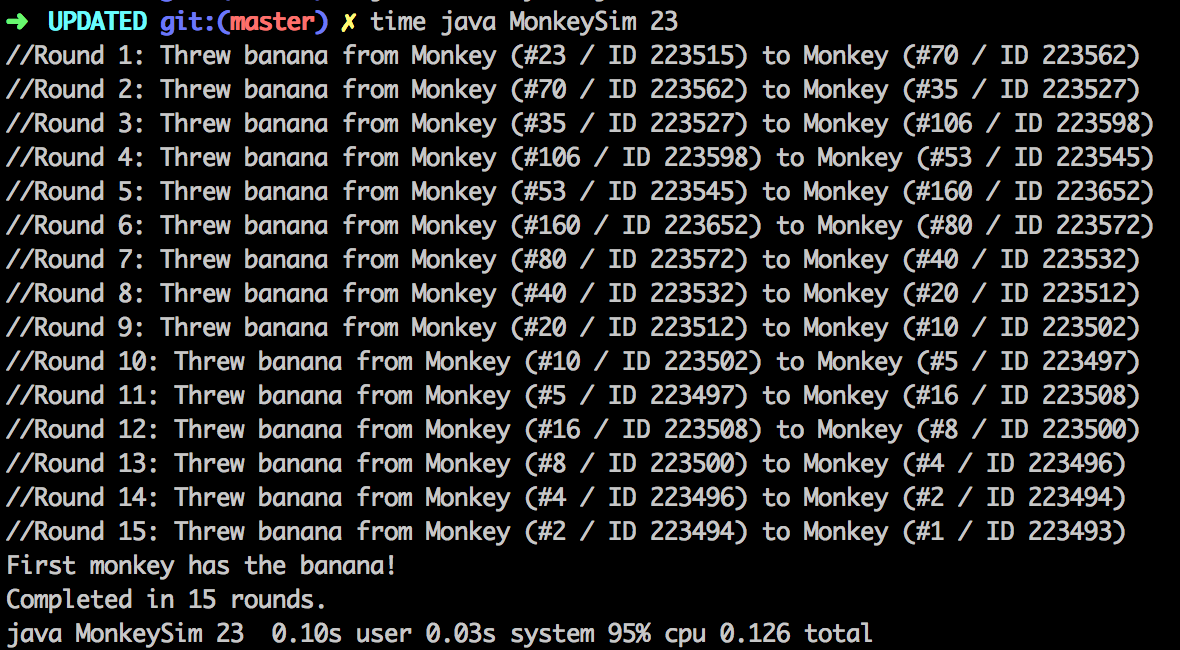 ➜ UPDATED git:(master) ✗ time java MonkeySim 23
//Round 1: Threw banana from Monkey (#23 / ID 223515) to Monkey (#70 / ID 223562)
//Round 2: Threw banana from Monkey (#70 / ID 223562) to Monkey (#35 / ID 223527)
//Round 3: Threw banana from Monkey (#35 / ID 223527) to Monkey (#106 / ID 223598)
//Round 4: Threw banana from Monkey (#106 / ID 223598) to Monkey (#53 / ID 223545)
//Round 5: Threw banana from Monkey (#53 / ID 223545) to Monkey (#160 / ID 223652)
//Round 6: Threw banana from Monkey (#160 / ID 223652) to Monkey (#80 / ID 223572)
//Round 7: Threw banana from Monkey (#80 / ID 223572) to Monkey (#40 / ID 223532)
//Round 8: Threw banana from Monkey (#40 / ID 223532) to Monkey (#20 / ID 223512)
//Round 9: Threw banana from Monkey (#20 / ID 223512) to Monkey (#10 / ID 223502)
//Round 10: Threw banana from Monkey (#10 / ID 223502) to Monkey (#5 / ID 223497)
//Round 11: Threw banana from Monkey (#5 / ID 223497) to Monkey (#16 / ID 223508)
//Round 12: Threw banana from Monkey (#16 / ID 223508) to Monkey (#8 / ID 223500)
//Round 13: Threw banana from Monkey (#8 / ID 223500) to Monkey (#4 / ID 223496)
//Round 14: Threw banana from Monkey (#4 / ID 223496) to Monkey (#2 / ID 223494)
//Round 15: Threw banana from Monkey (#2 / ID 223494) to Monkey (#1 / ID 223493)
First monkey has the banana!
Completed in 15 rounds.
java MonkeySim 23  0.10s user 0.03s system 95% cpu 0.126 total